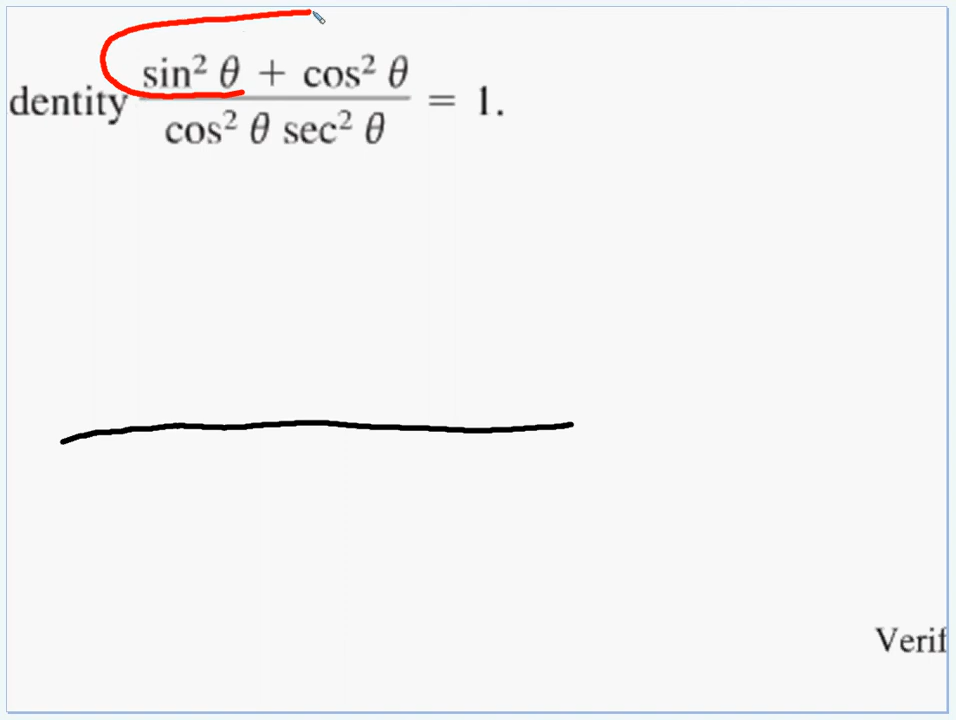 dentity sin² θ + cos² θ / cos² θ sec² θ = 1.
Verif